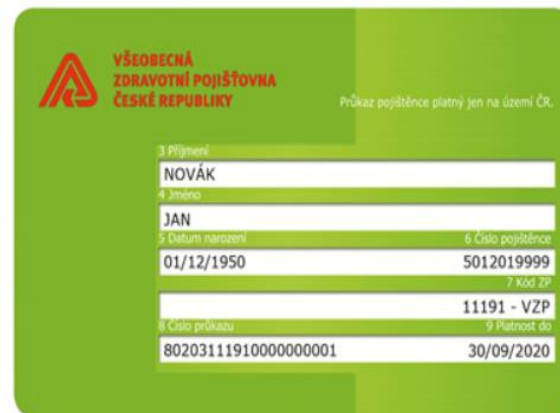 VŠEOBECNÁ
ZDRAVOTNÍ POJIŠŤOVNA
ČESKÉ REPUBLIKY
Průkaz pojištěnce platný jen na území ČR.
3 Příjmení
NOVÁK
4 Jméno
JAN
5 Datum narození 6 Číslo pojištěnce
01/12/1950 5012019999
7 Kód ZP
11191 - VZP
8 Číslo průkazu 9 Platnost do
80203111910000000001 30/09/2020